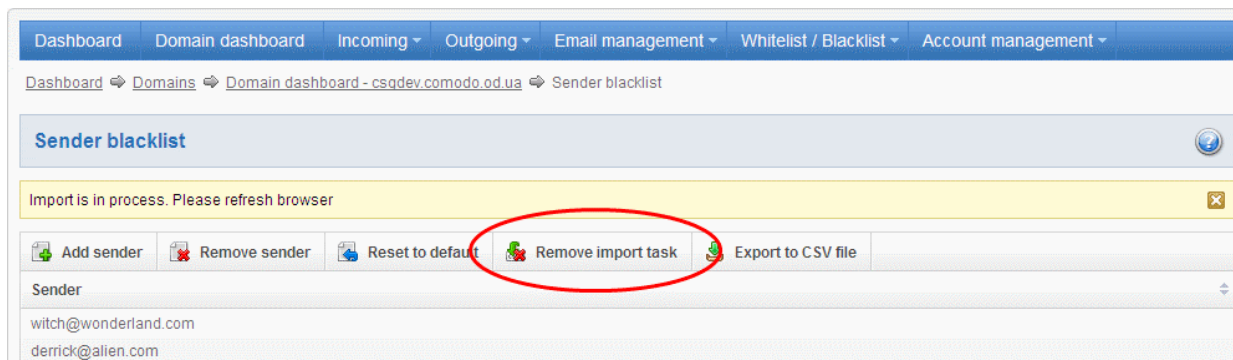 Dashboard Domain dashboard Incoming Outgoing Email management Whitelist / Blacklist Account management
Dashboard Domains Domain dashboard - csgdev.comodo.od.ua Sender blacklist
Sender blacklist
Import is in process. Please refresh browser
Add sender Remove sender Reset to default Remove import task Export to CSV file
Sender
witch@wonderland.com
derrick@alien.com